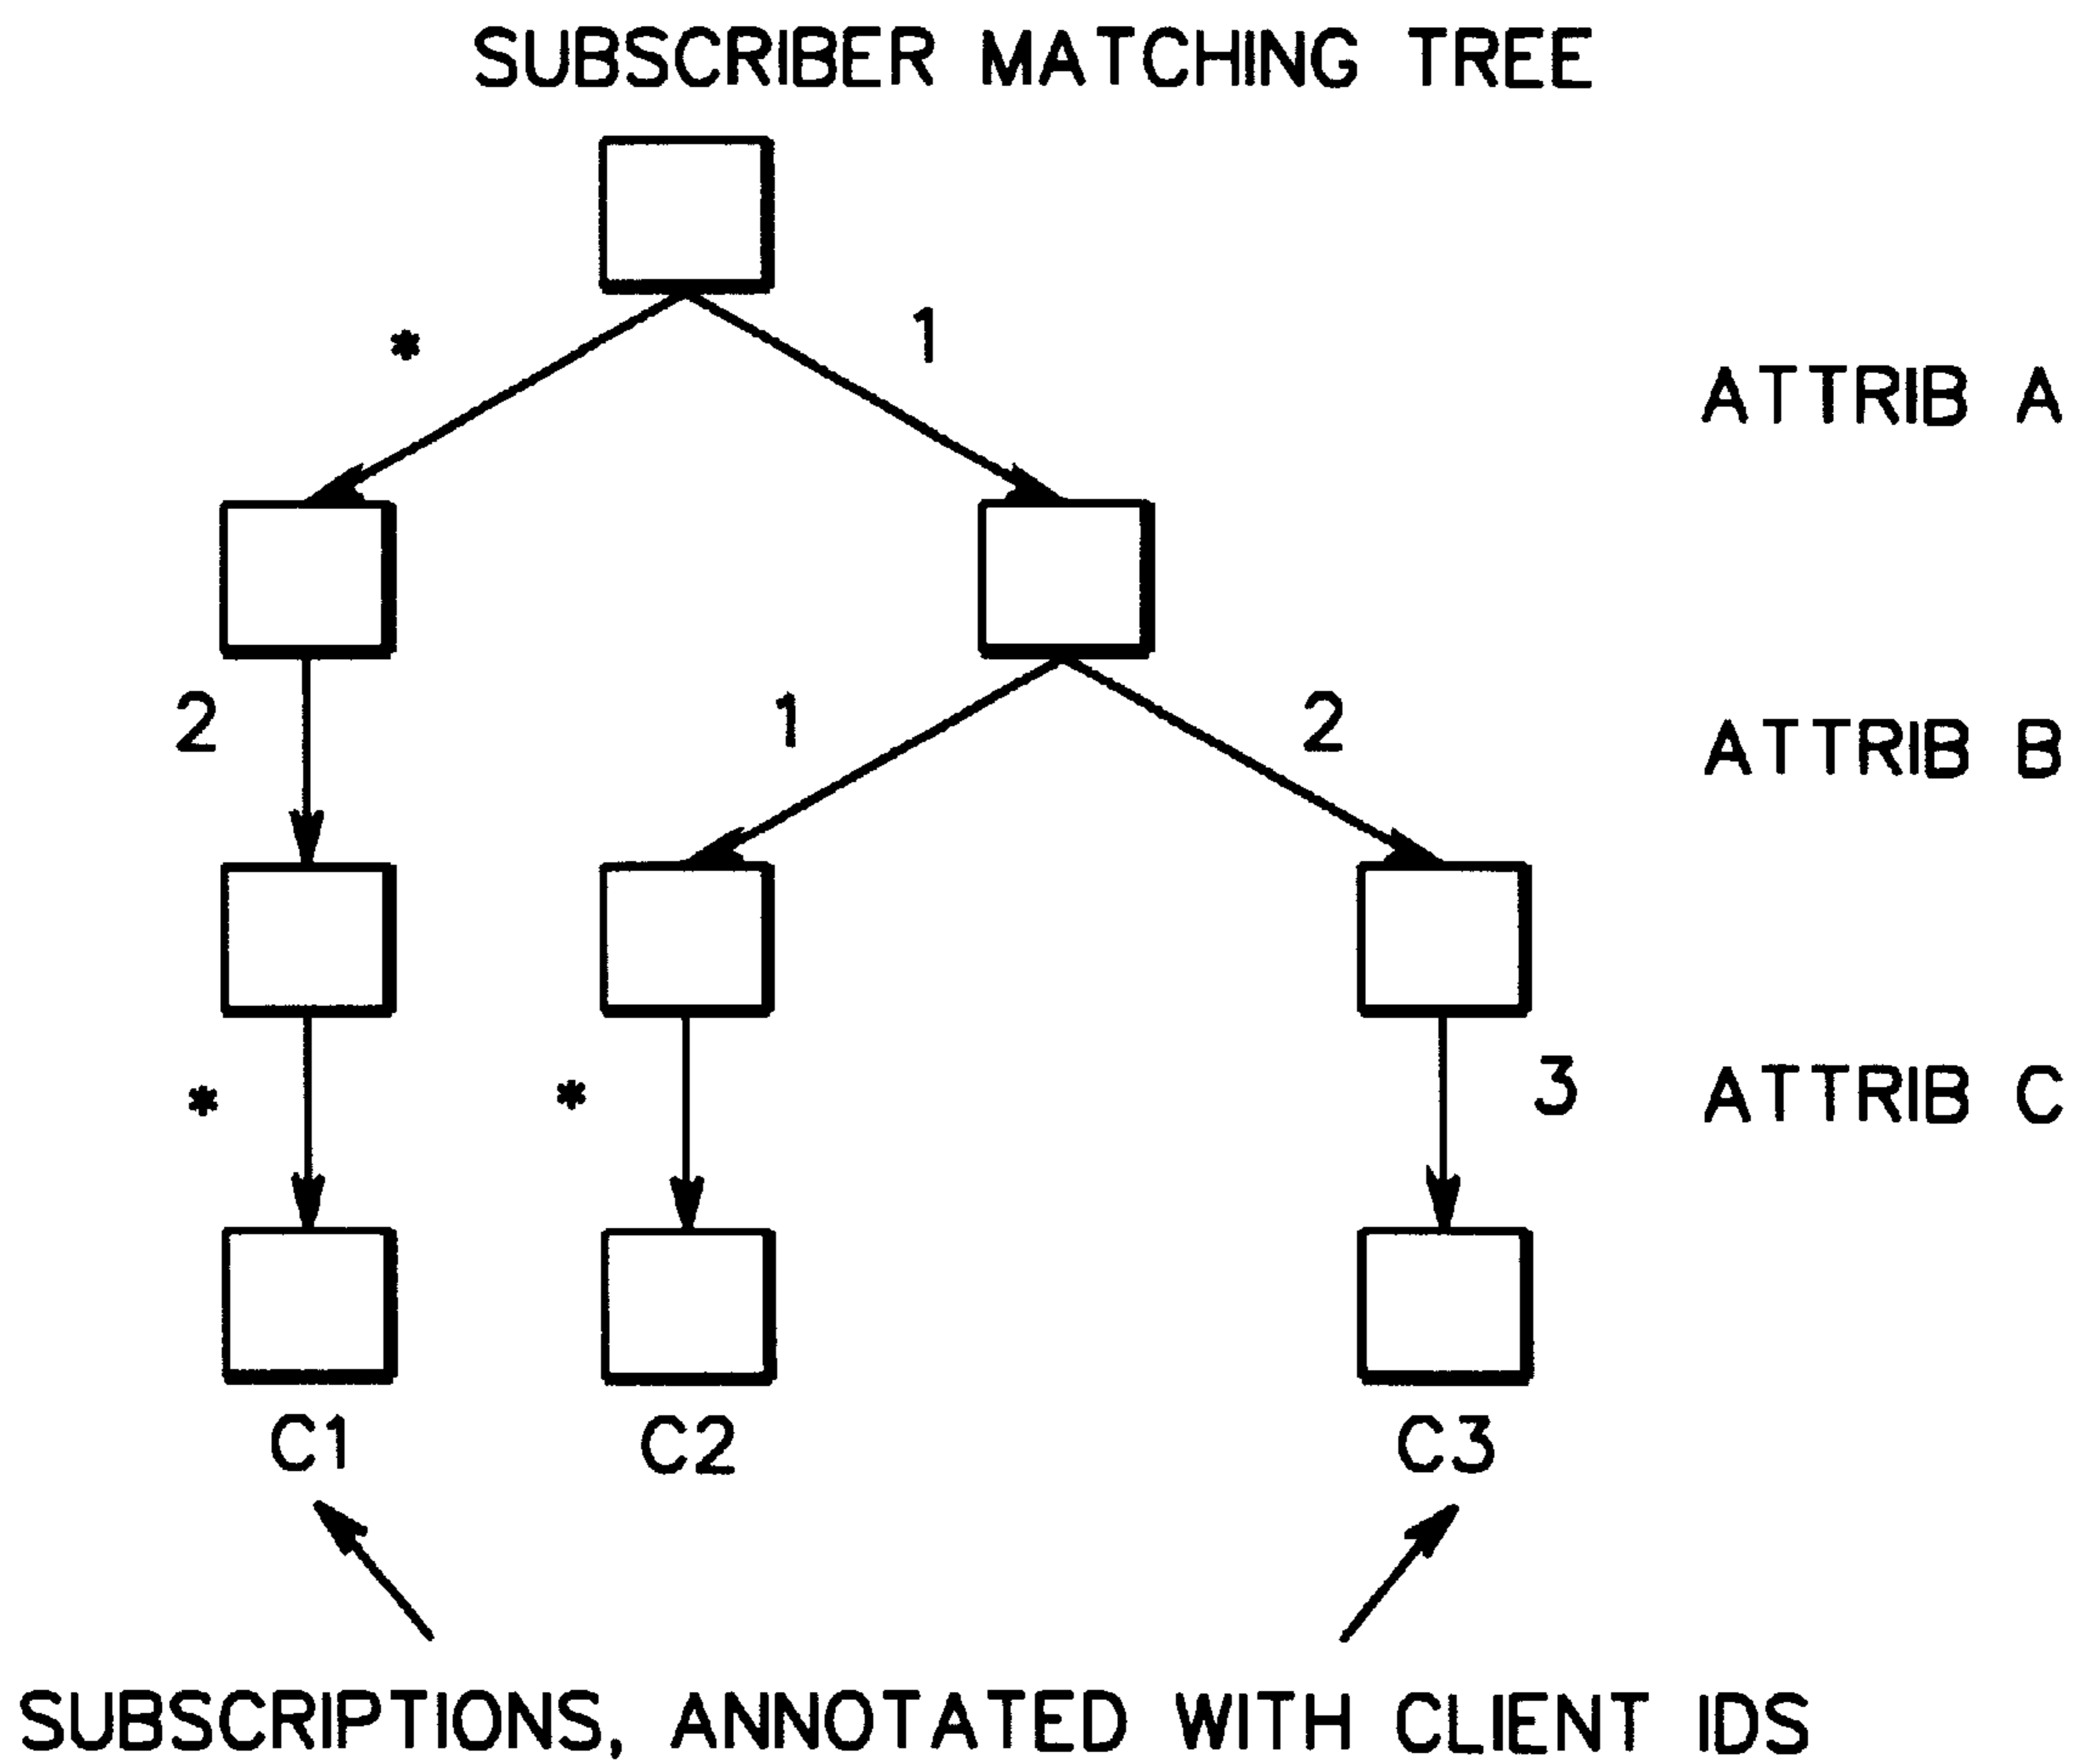 SUBSCRIBER MATCHING TREE
* 1
ATTRIB A
2 1 2 ATTRIB B
* * 3 ATTRIB C
C1 C2 C3
SUBSCRIPTIONS, ANNOTATED WITH CLIENT IDS